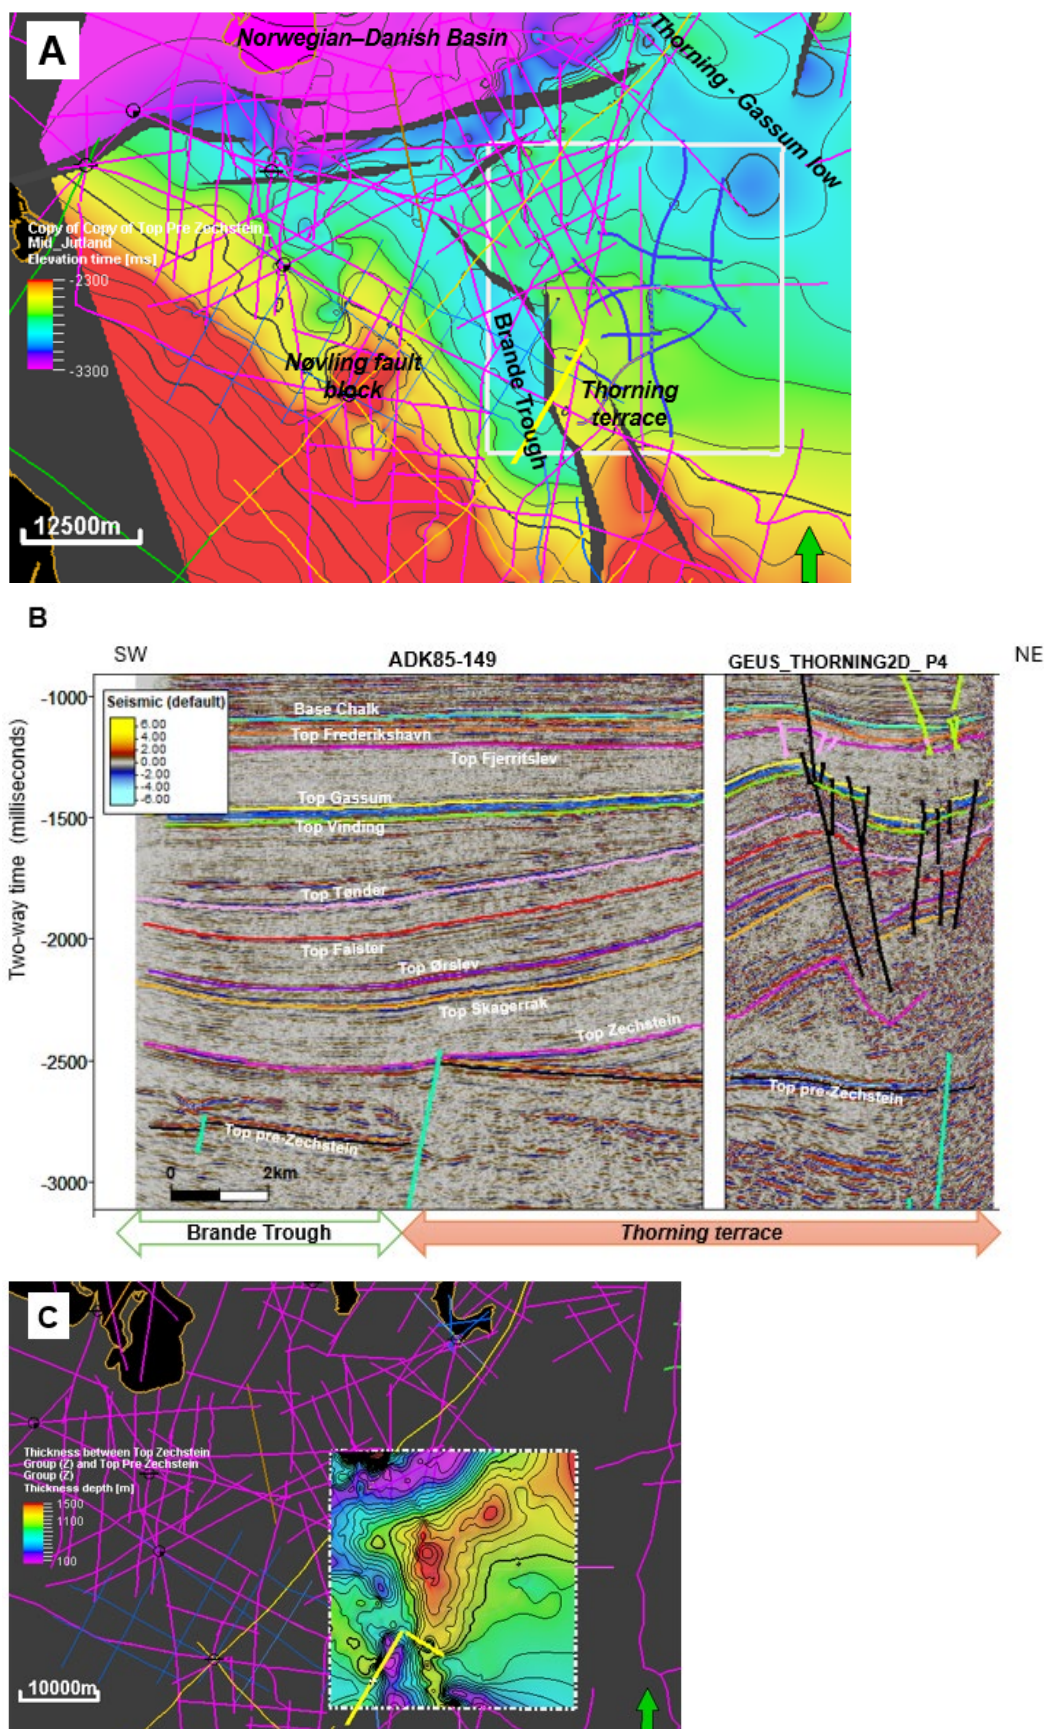 A
Norwegian–Danish Basin
Thorning - Gassum low
Copy of Copy of Top Pre Zechstein_
Mid_Jutland
Elevation time [ms]
-2300
-3300
Nøvling fault
block
Brande Trough
Thorning
terrace
12500m
B
SW
ADK85-149
GEUS_THORNING2D_ P4
NE
Two-way time (milliseconds)
-1000
-1500
-2000
-2500
-3000
Seismic (default)
6.00
4.00
2.00
0.00
-2.00
-4.00
-6.00
Base Chalk
Top Frederikshavn
Top Fjerritslev
Top Gassum
Top Vinding
Top Tønder
Top Falster
Top Ørslev
Top Skagerrak
Top Zechstein
Top pre-Zechstein
Top pre-Zechstein
0
2km
Brande Trough
Thorning terrace
C
Thickness between Top Zechstein
Group (Z) and Top Pre Zechstein
Group (Z)
Thickness depth [m]
1500
1100
100
10000m